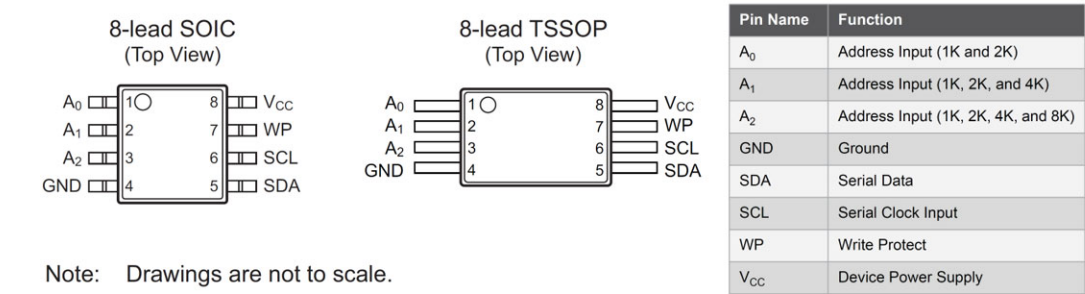 8-lead SOIC
(Top View)
A0 1 8 VCC
A1 2 7 WP
A2 3 6 SCL
GND 4 5 SDA
8-lead TSSOP
(Top View)
A0 1 8 VCC
A1 2 7 WP
A2 3 6 SCL
GND 4 5 SDA
Note: Drawings are not to scale.
Pin Name Function
A0 Address Input (1K and 2K)
A1 Address Input (1K, 2K, and 4K)
A2 Address Input (1K, 2K, 4K, and 8K)
GND Ground
SDA Serial Data
SCL Serial Clock Input
WP Write Protect
VCC Device Power Supply